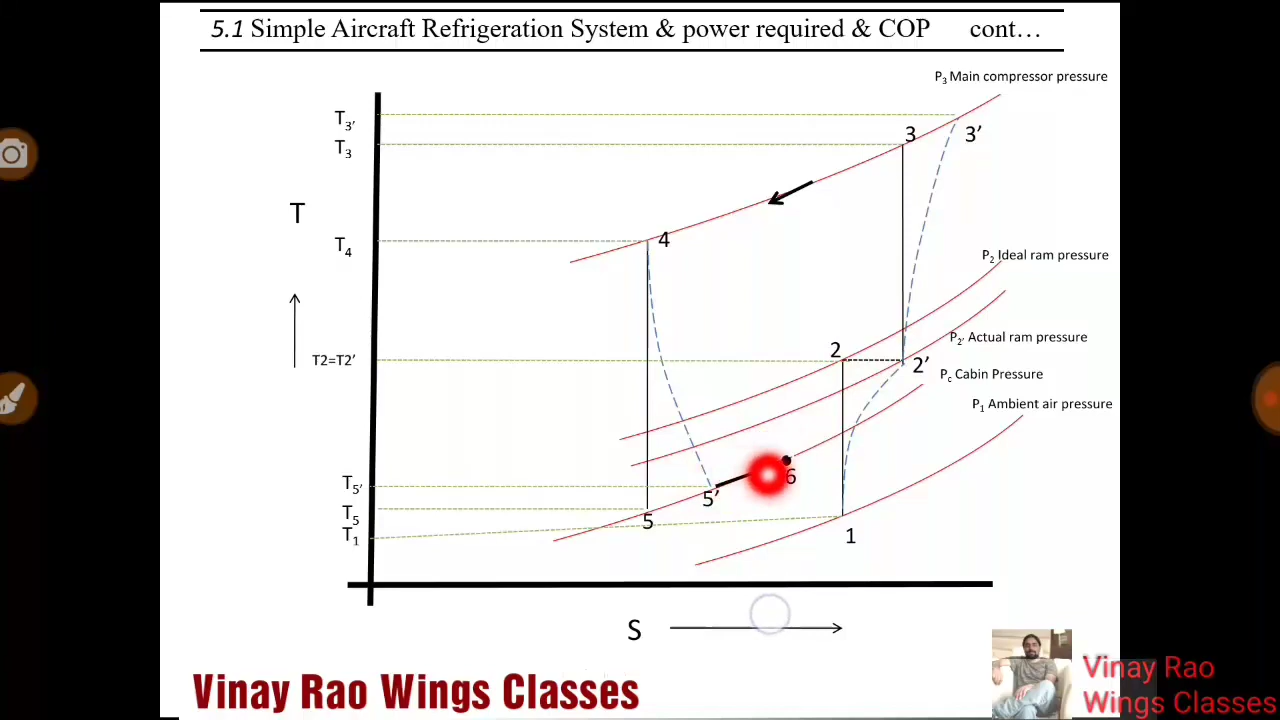 5.1 Simple Aircraft Refrigeration System & power required & COP cont…
P3 Main compressor pressure
T3′
3
3′
T3
T
4
T4
P2 Ideal ram pressure
P2′ Actual ram pressure
2
T2=T2′
2′
Pc Cabin Pressure
P1 Ambient air pressure
6
T5′
5′
T5
5
T1
1
S
Vinay Rao Wings Classes
Vinay Rao
Wings Classes